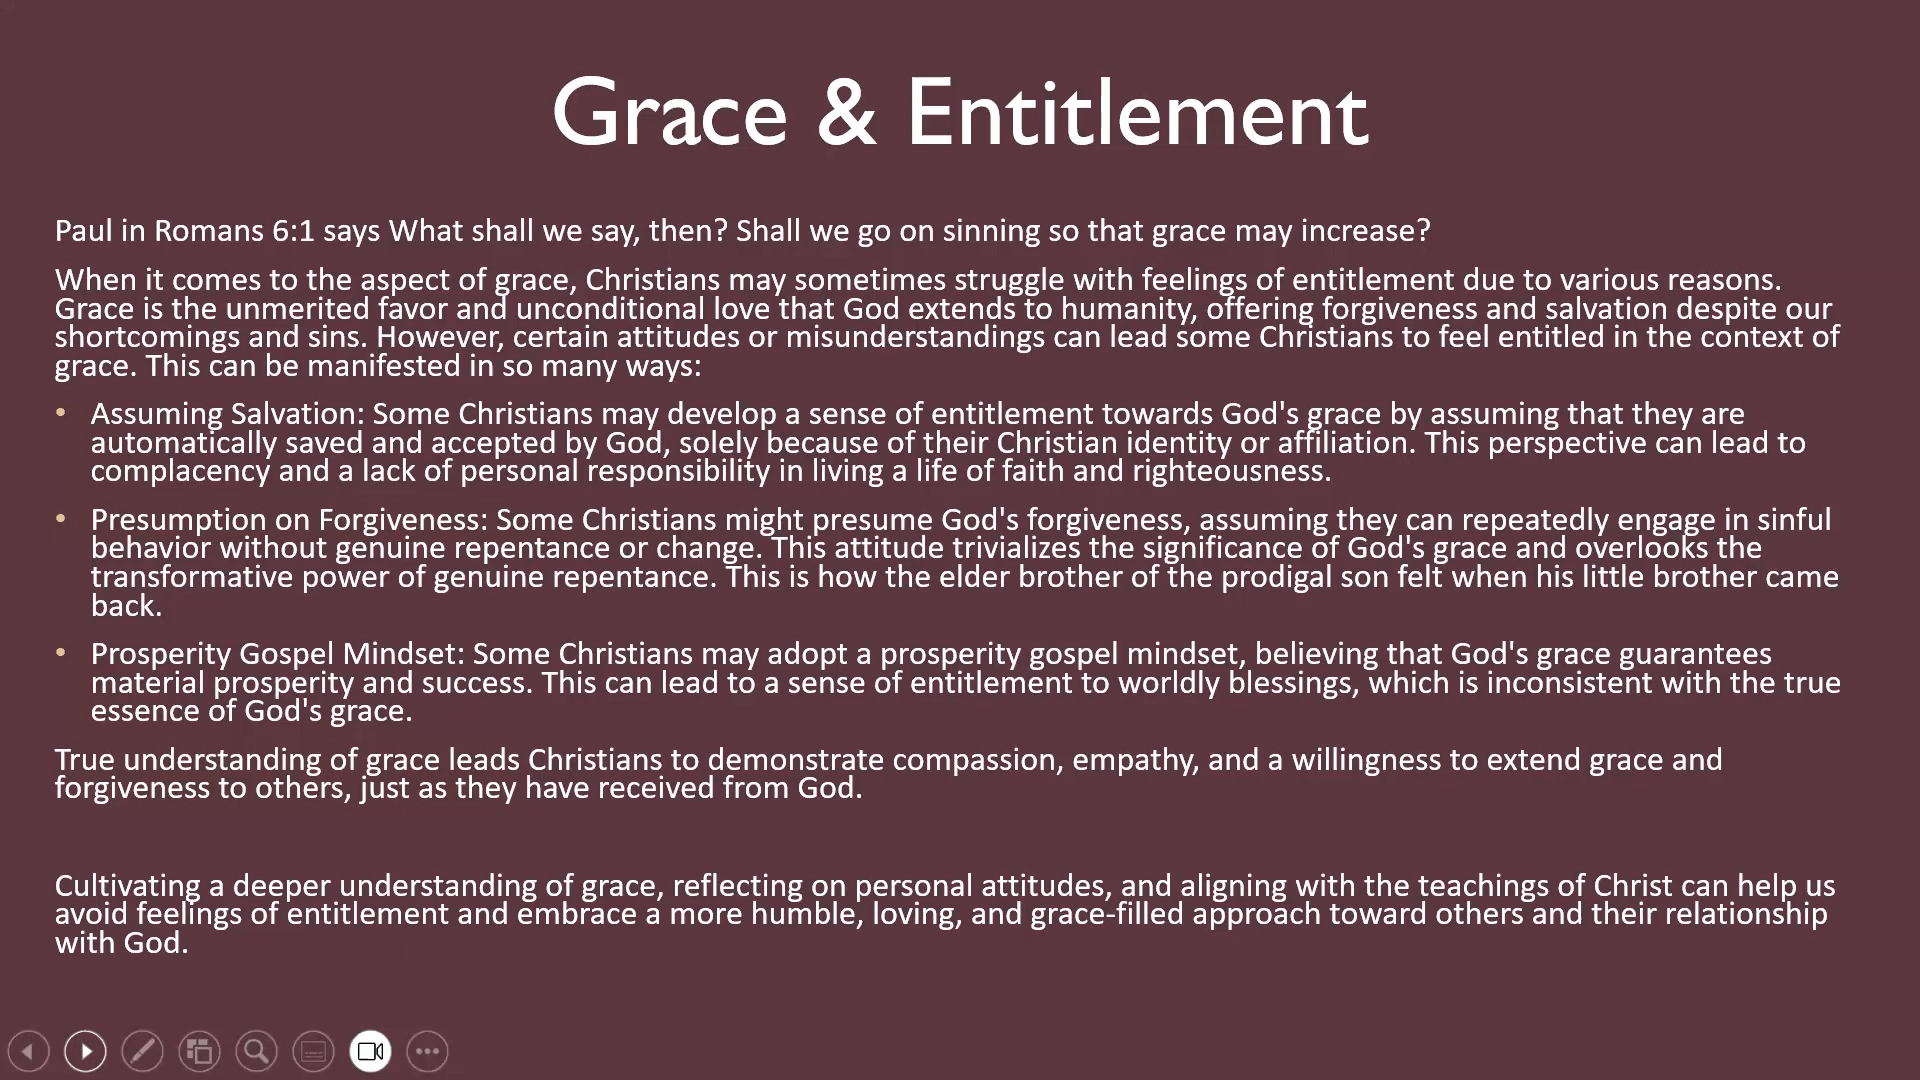 Grace & Entitlement
Paul in Romans 6:1 says What shall we say, then? Shall we go on sinning so that grace may increase?
When it comes to the aspect of grace, Christians may sometimes struggle with feelings of entitlement due to various reasons.
Grace is the unmerited favor and unconditional love that God extends to humanity, offering forgiveness and salvation despite our
shortcomings and sins. However, certain attitudes or misunderstandings can lead some Christians to feel entitled in the context of
grace. This can be manifested in so many ways:
• Assuming Salvation: Some Christians may develop a sense of entitlement towards God's grace by assuming that they are
automatically saved and accepted by God, solely because of their Christian identity or affiliation. This perspective can lead to
complacency and a lack of personal responsibility in living a life of faith and righteousness.
• Presumption on Forgiveness: Some Christians might presume God's forgiveness, assuming they can repeatedly engage in sinful
behavior without genuine repentance or change. This attitude trivializes the significance of God's grace and overlooks the
transformative power of genuine repentance. This is how the elder brother of the prodigal son felt when his little brother came
back.
• Prosperity Gospel Mindset: Some Christians may adopt a prosperity gospel mindset, believing that God's grace guarantees
material prosperity and success. This can lead to a sense of entitlement to worldly blessings, which is inconsistent with the true
essence of God's grace.
True understanding of grace leads Christians to demonstrate compassion, empathy, and a willingness to extend grace and
forgiveness to others, just as they have received from God.
Cultivating a deeper understanding of grace, reflecting on personal attitudes, and aligning with the teachings of Christ can help us
avoid feelings of entitlement and embrace a more humble, loving, and grace-filled approach toward others and their relationship
with God.